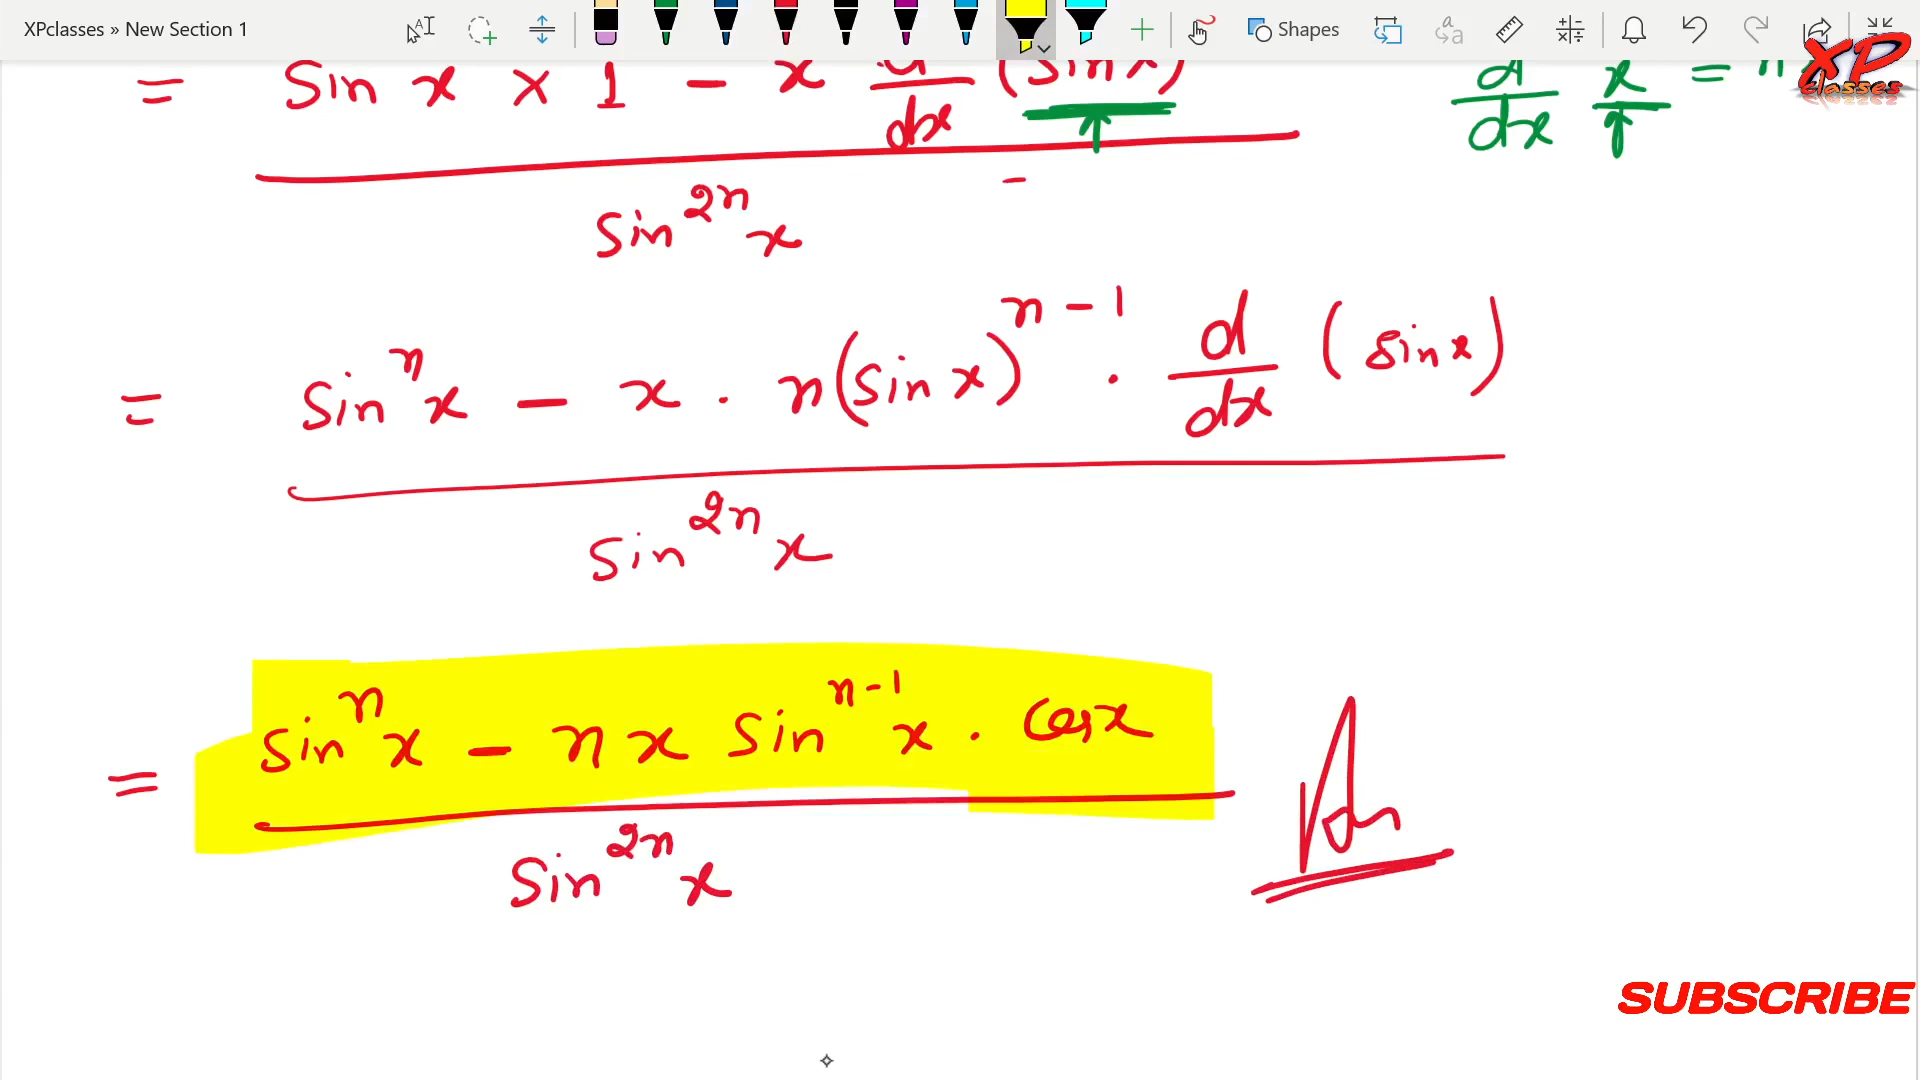 XPclasses » New Section 1
Shapes
XP classes
= sin x × 1 - x d/dx (sin x)
d/dx x =
sin^2n x
= sin^n x - x . n(sin x)^n-1 . d/dx (sin x)
sin^2n x
= sin^n x - n x sin^n-1 x . cos x
sin^2n x
SUBSCRIBE